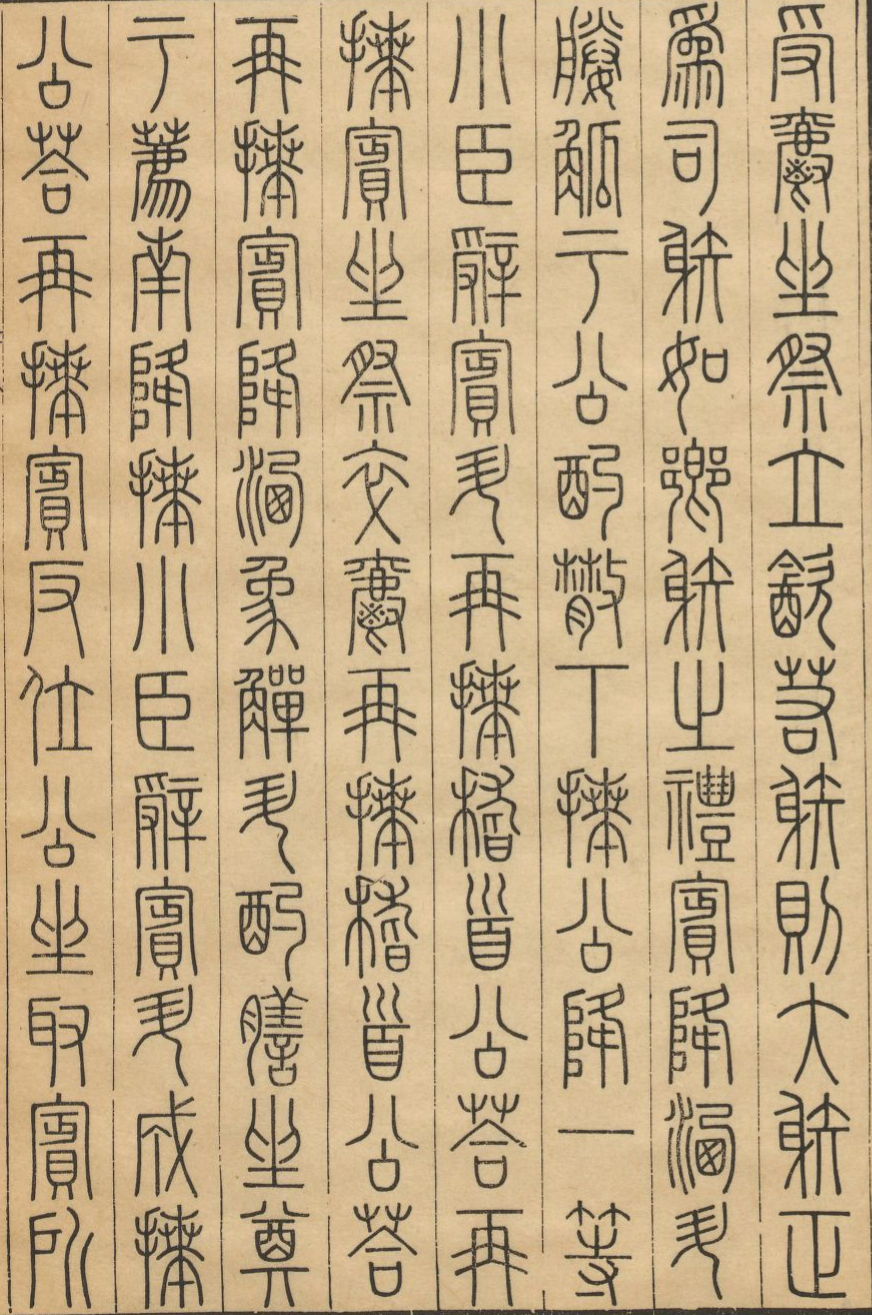 受爵坐祭立飲若射則大射正
爲司射如鄉射之禮賓降洗升
媵觚于公酌散下拜公降一等
小臣辭賓升再拜稽首公荅再
拜賓坐祭卒爵再拜稽首公荅
再拜賓降洗象觶升酌膳坐奠
于薦南降拜小臣辭賓升成拜
公荅再拜賓反位公坐取賓所